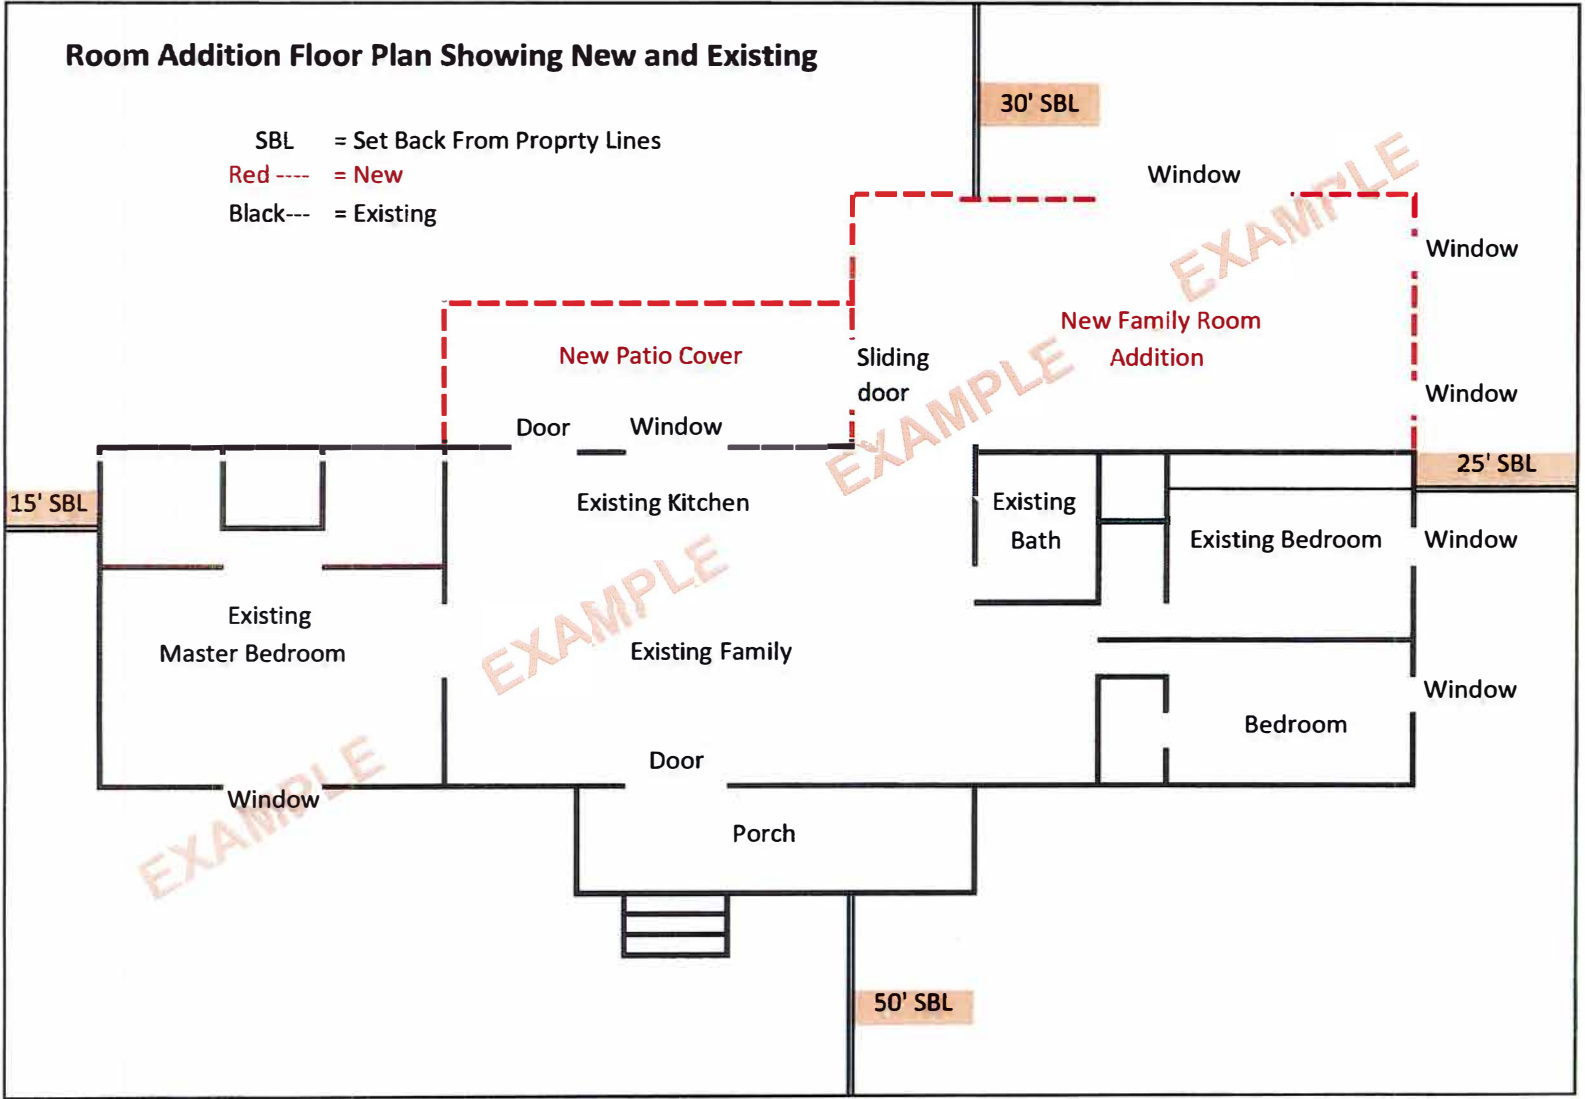 Room Addition Floor Plan Showing New and Existing
30' SBL
SBL = Set Back From Proprty Lines
Red ---- = New
Black--- = Existing
Window
EXAMPLE
Window
New Family Room
Addition
New Patio Cover
Sliding
door
EXAMPLE
Window
Door
Window
25' SBL
15' SBL
Existing Kitchen
Existing
Bath
Existing Bedroom
Window
EXAMPLE
Existing
Master Bedroom
Existing Family
Window
Bedroom
Door
EXAMPLE
Window
Porch
50' SBL